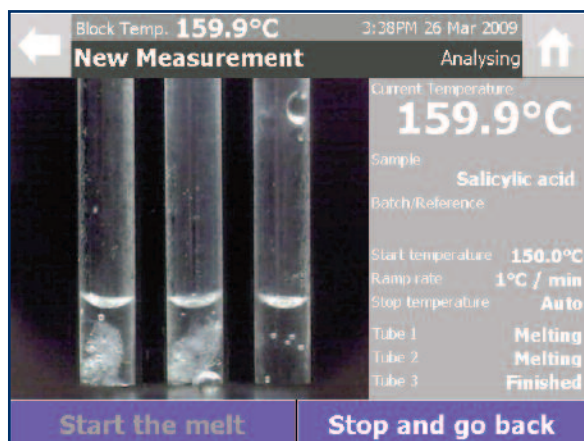 Block Temp. 159.9°C 3:38PM 26 Mar 2009
New Measurement Analysing
Current Temperature
159.9°C
Sample
Salicylic acid
Batch/Reference
Start temperature 150.0°C
Ramp rate 1°C / min
Stop temperature Auto
Tube 1 Melting
Tube 2 Melting
Tube 3 Finished
Start the melt Stop and go back